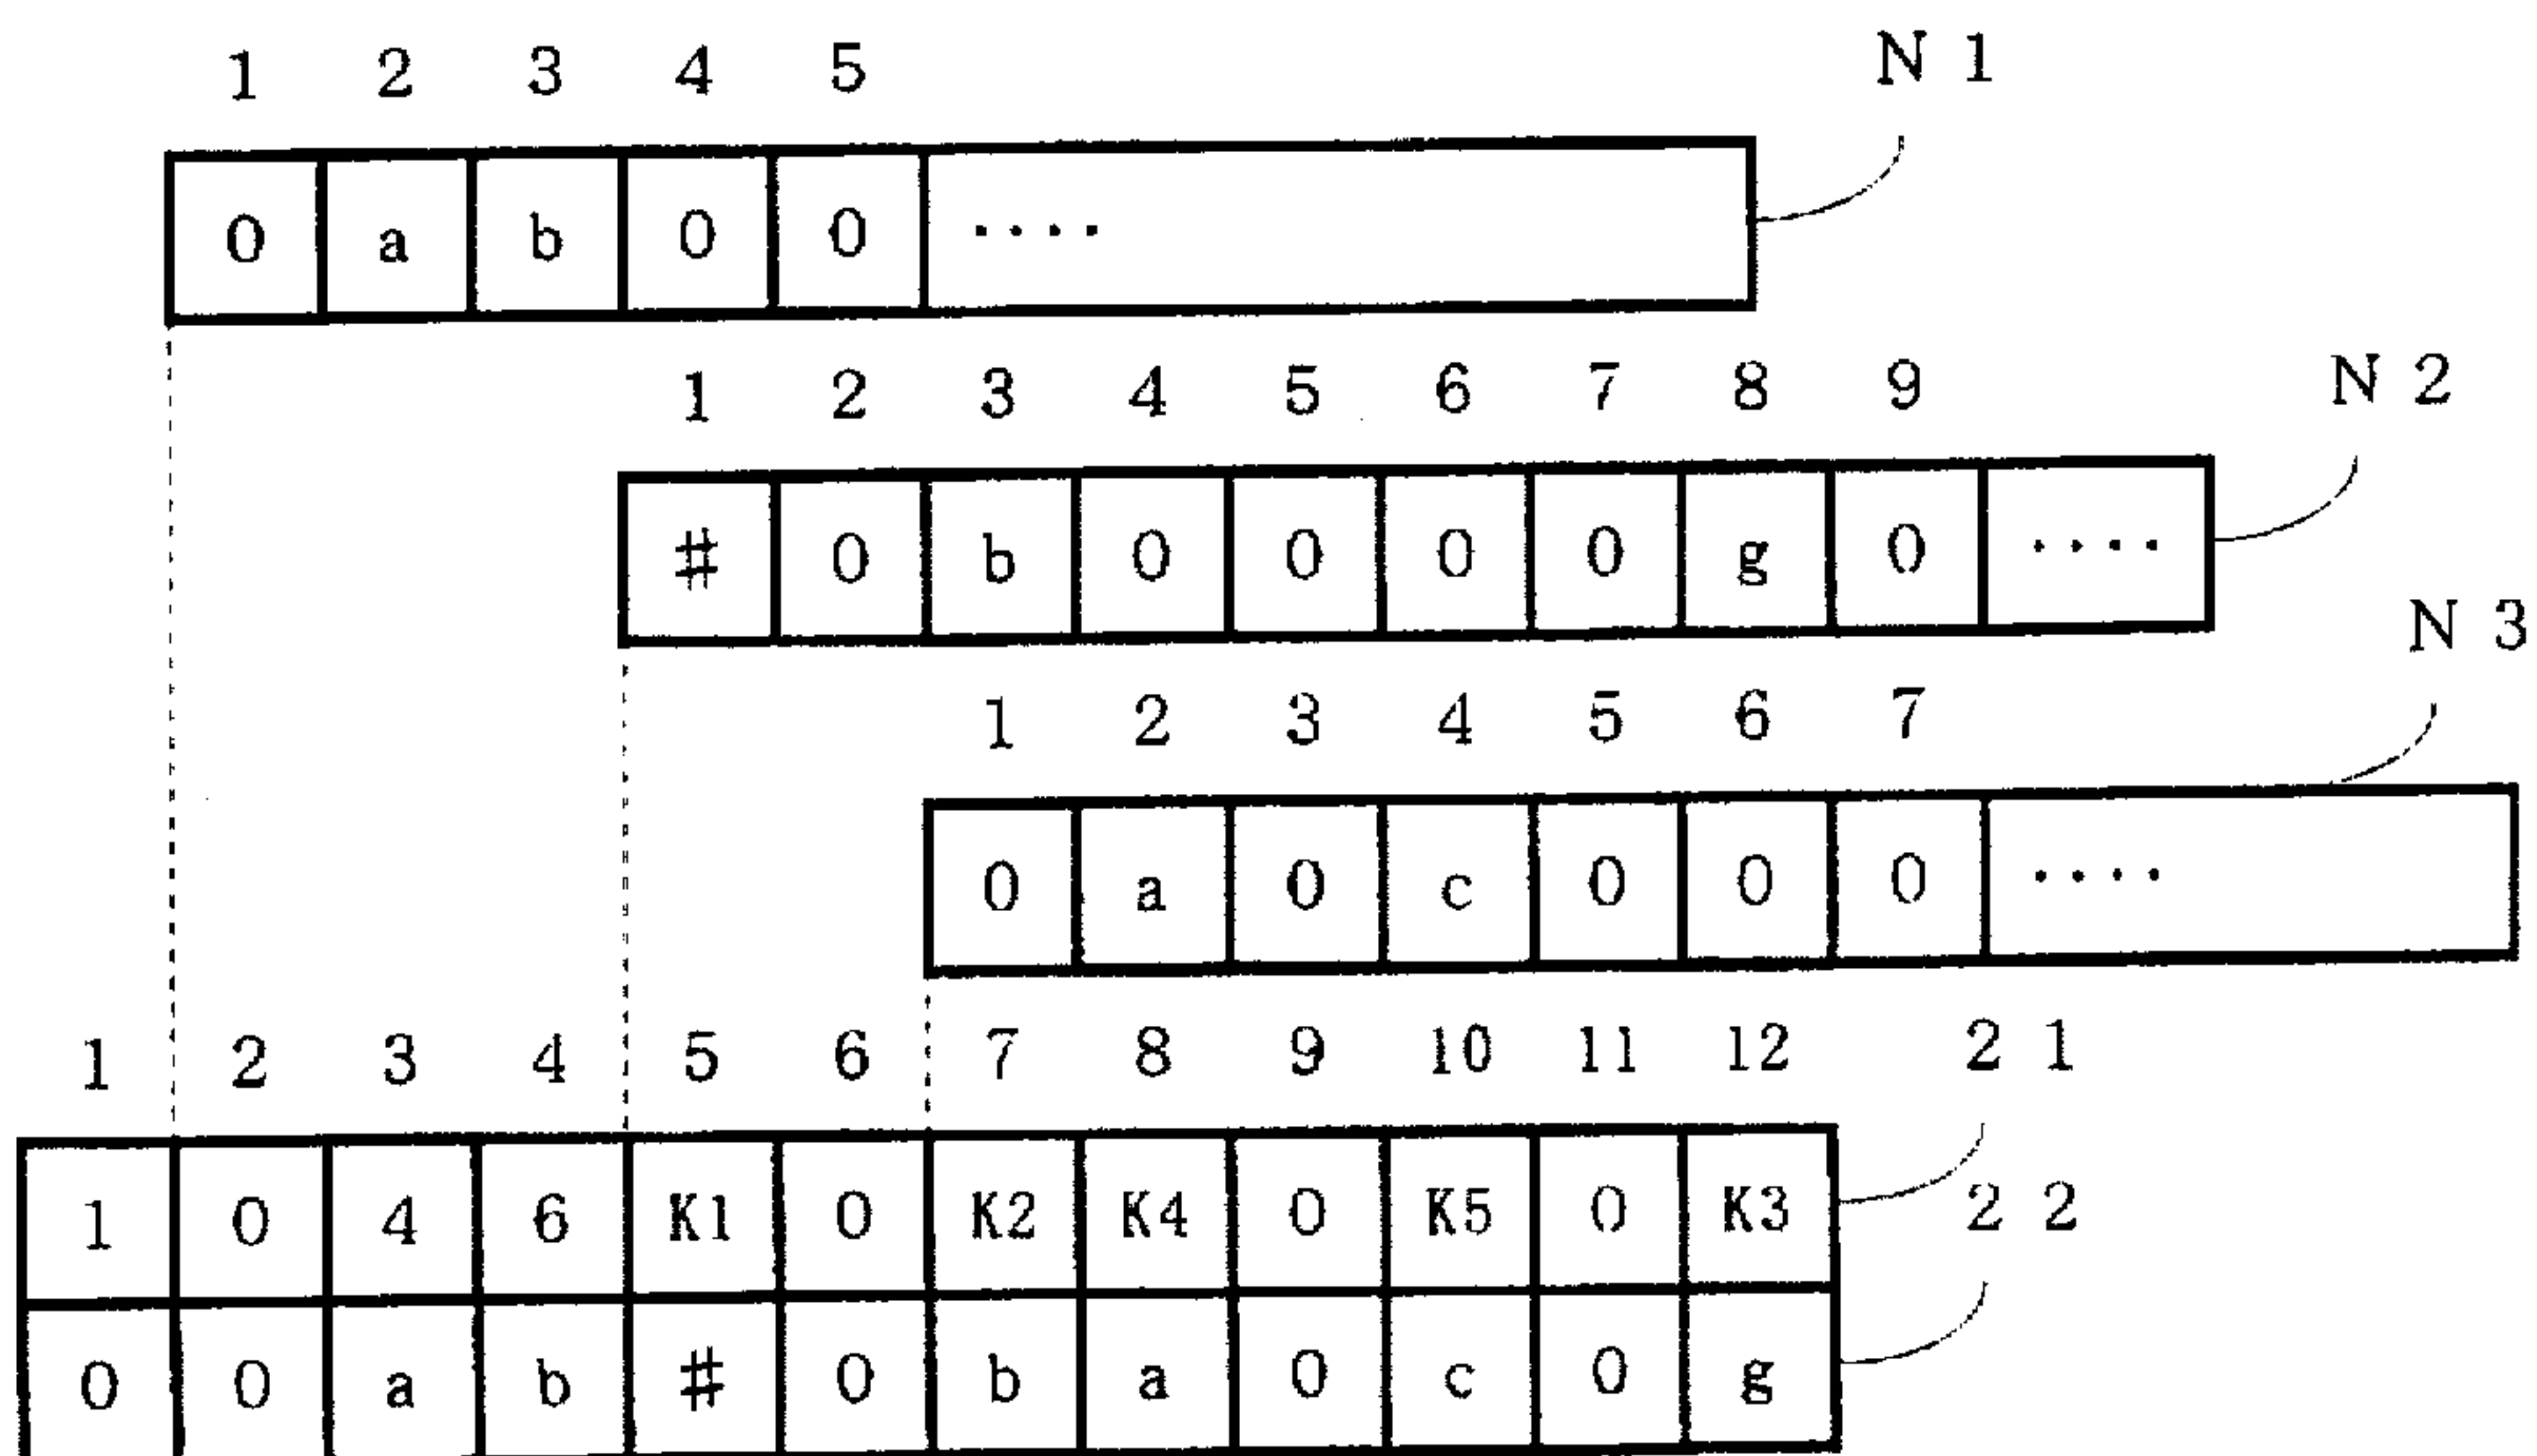 1 2 3 4 5 N 1
0 a b 0 0 ････
1 2 3 4 5 6 7 8 9 N 2
# 0 b 0 0 0 0 g 0 ････
N 3
1 2 3 4 5 6 7
0 a 0 c 0 0 0 ････
1 2 3 4 5 6 7 8 9 10 11 12 2 1
1 0 4 6 K1 0 K2 K4 0 K5 0 K3 2 2
0 0 a b # 0 b a 0 c 0 g